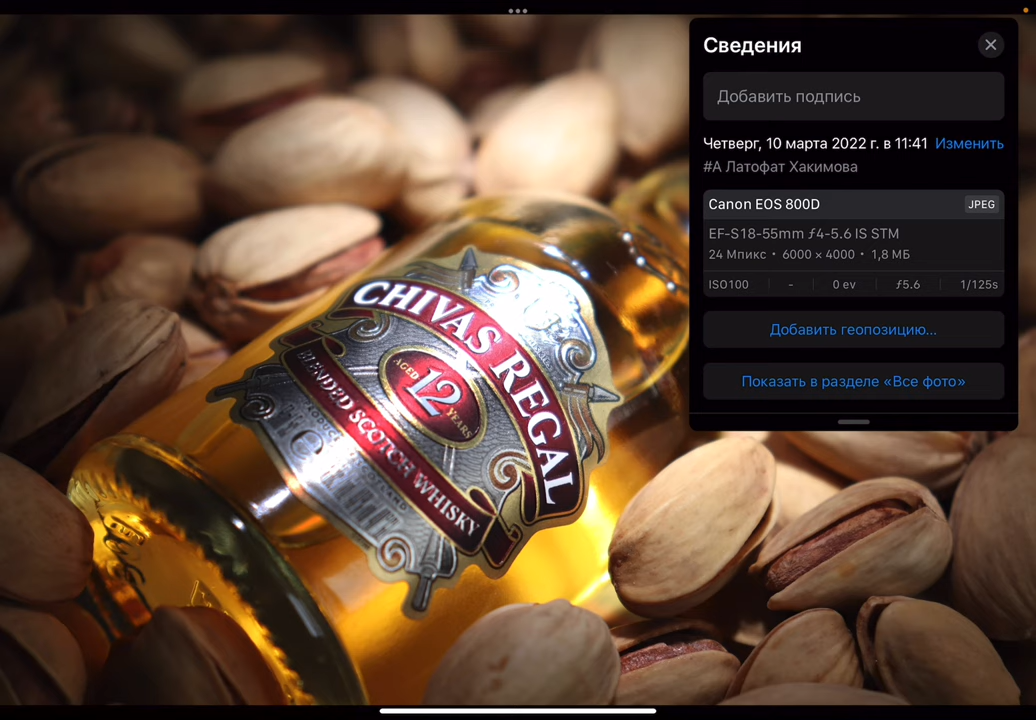 Сведения
Добавить подпись
Четверг, 10 марта 2022 г. в 11:41 Изменить
#А Латофат Хакимова
Canon EOS 800D JPEG
EF-S18-55mm ƒ4-5.6 IS STM
24 Мпикс • 6000 × 4000 • 1,8 МБ
ISO100 - 0 ev ƒ5.6 1/125s
Добавить геопозицию...
Показать в разделе «Все фото»
CHIVAS REGAL
AGED
12
YEARS
BLENDED SCOTCH WHISKY